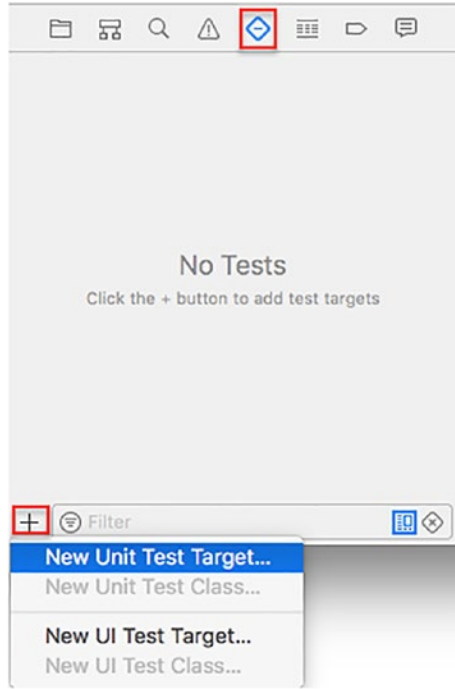 No Tests
Click the + button to add test targets
Filter
New Unit Test Target...
New Unit Test Class...
New UI Test Target...
New UI Test Class...